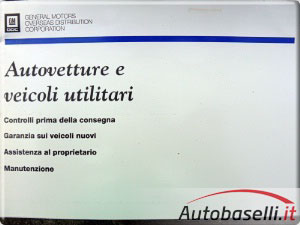 GM
GENERAL MOTORS
OVERSEAS DISTRIBUTION
CORPORATION
Autovetture e
veicoli utilitari
Controlli prima della consegna
Garanzia sui veicoli nuovi
Assistenza al proprietario
Manutenzione
Autobaselli.it